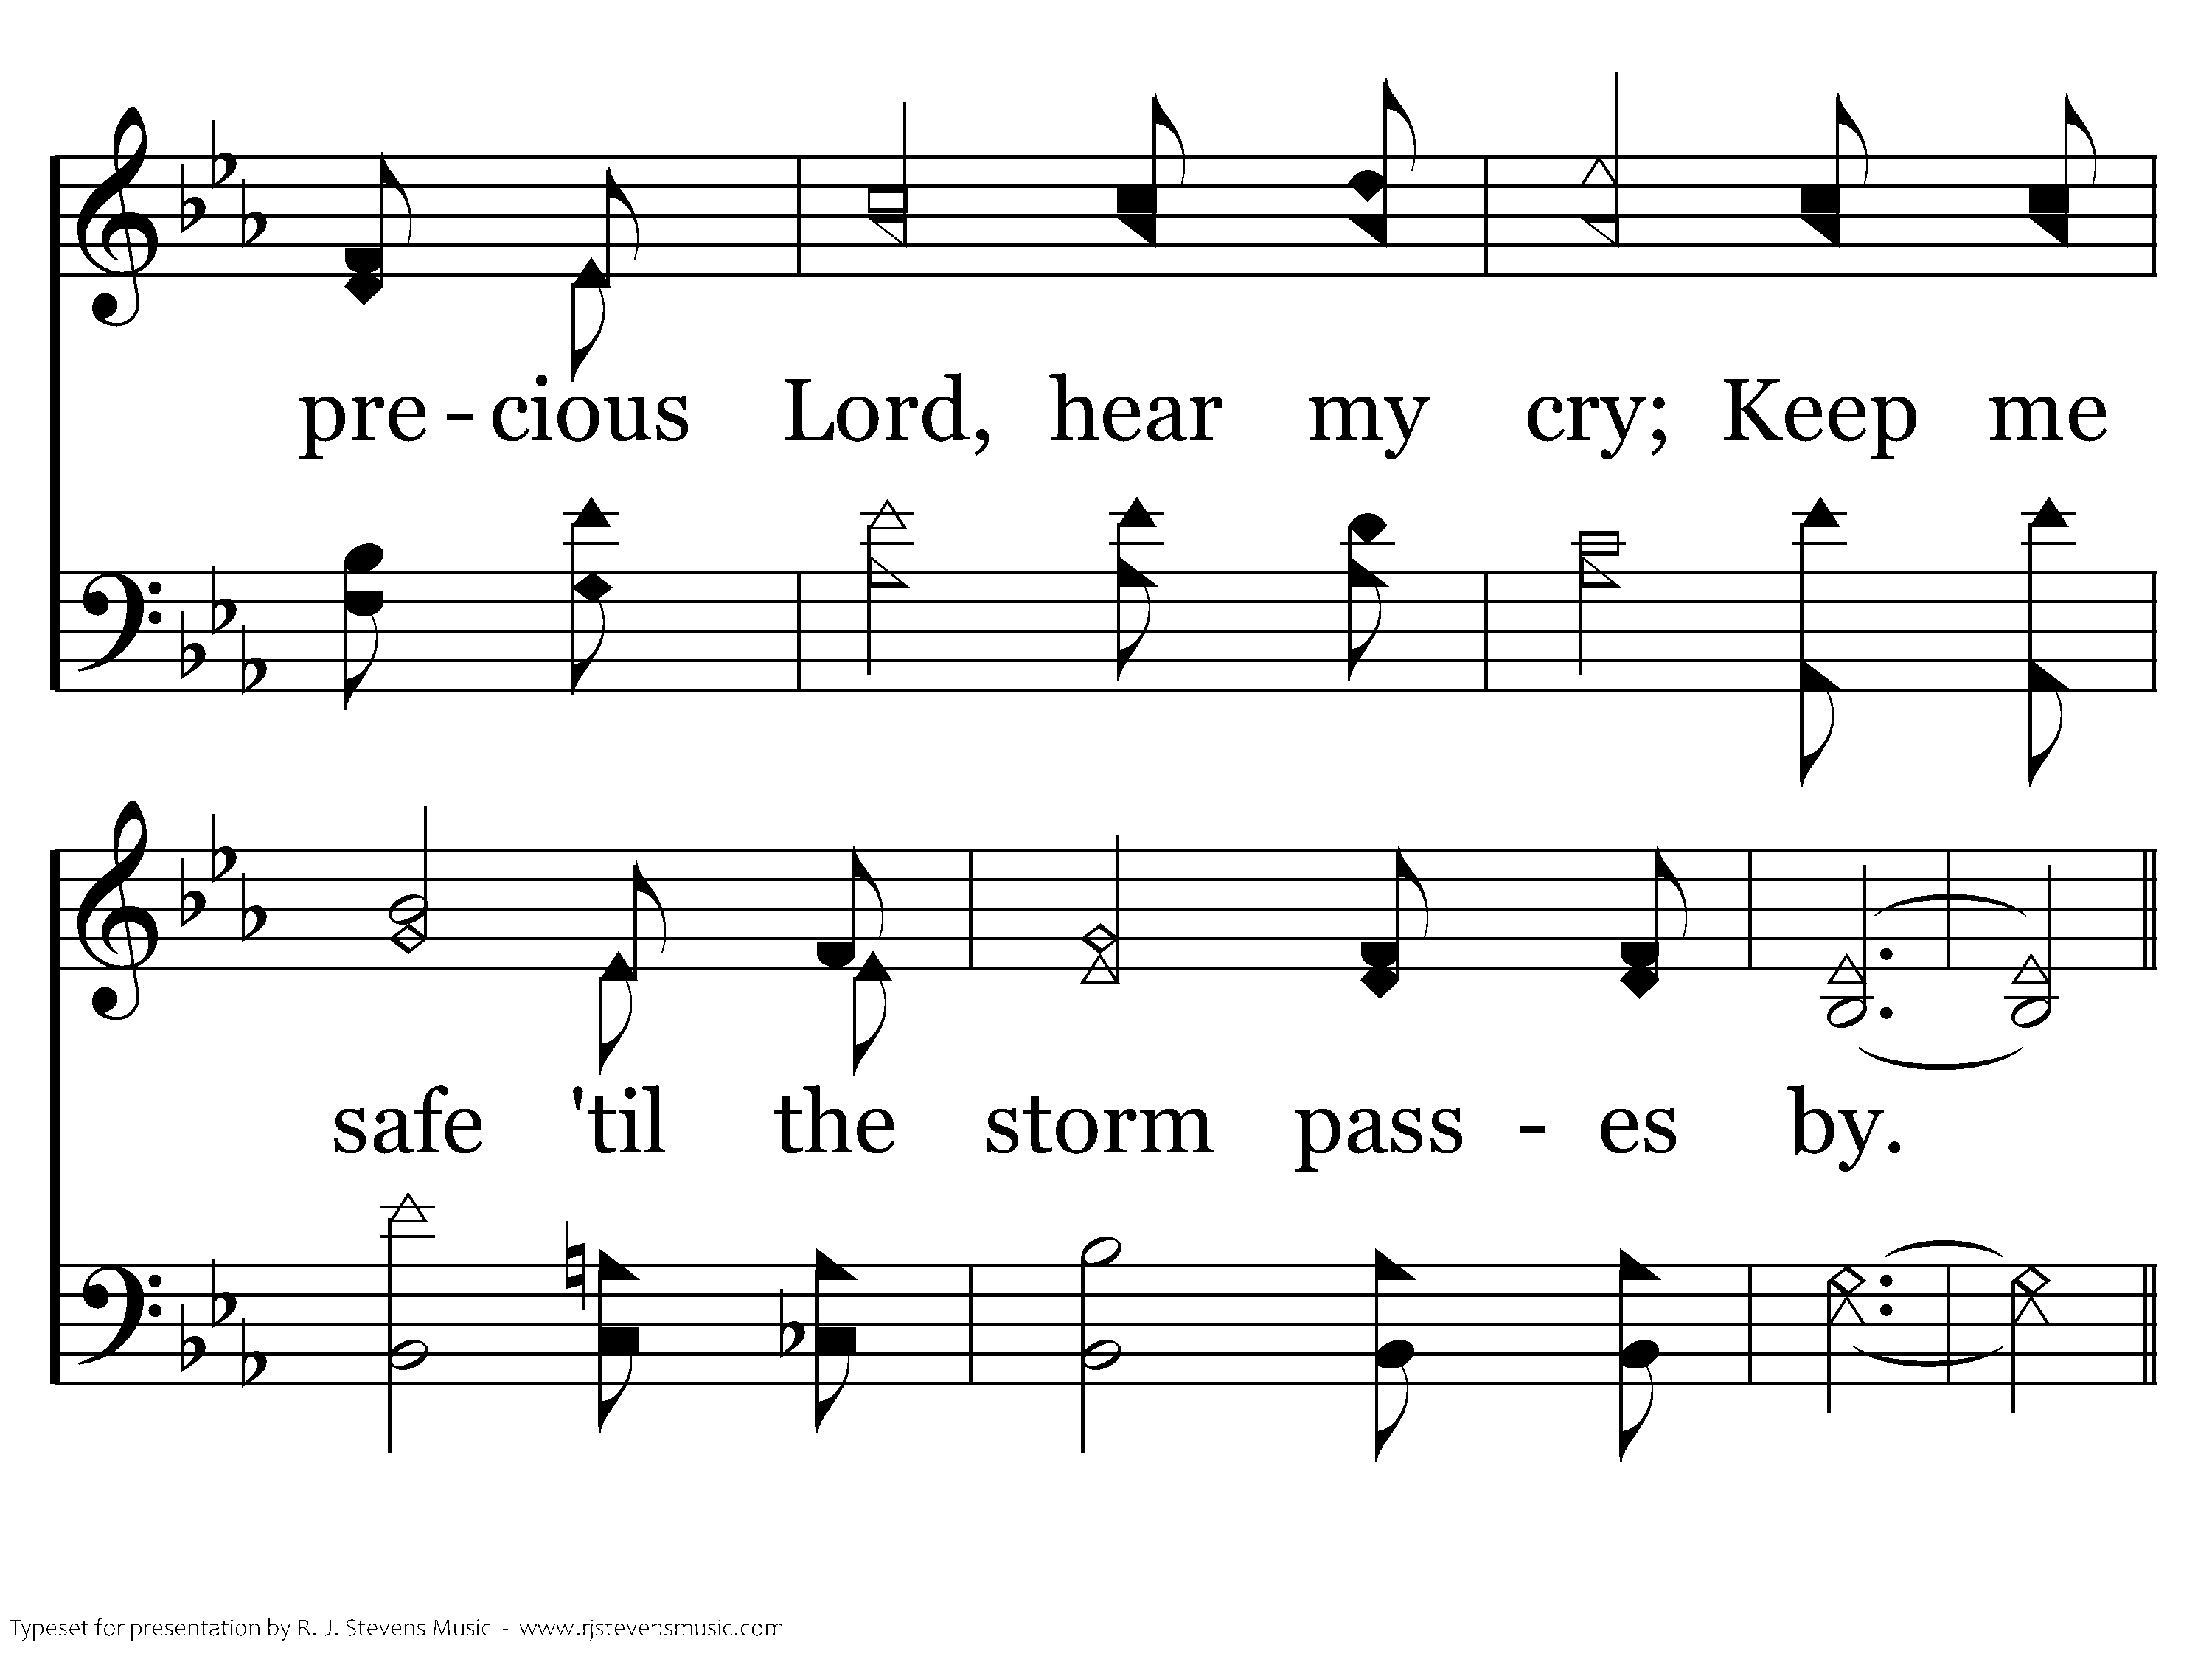 pre - cious Lord, hear my cry; Keep me
safe 'til the storm pass - es by.
Typeset for presentation by R. J. Stevens Music - www.rjstevensmusic.com